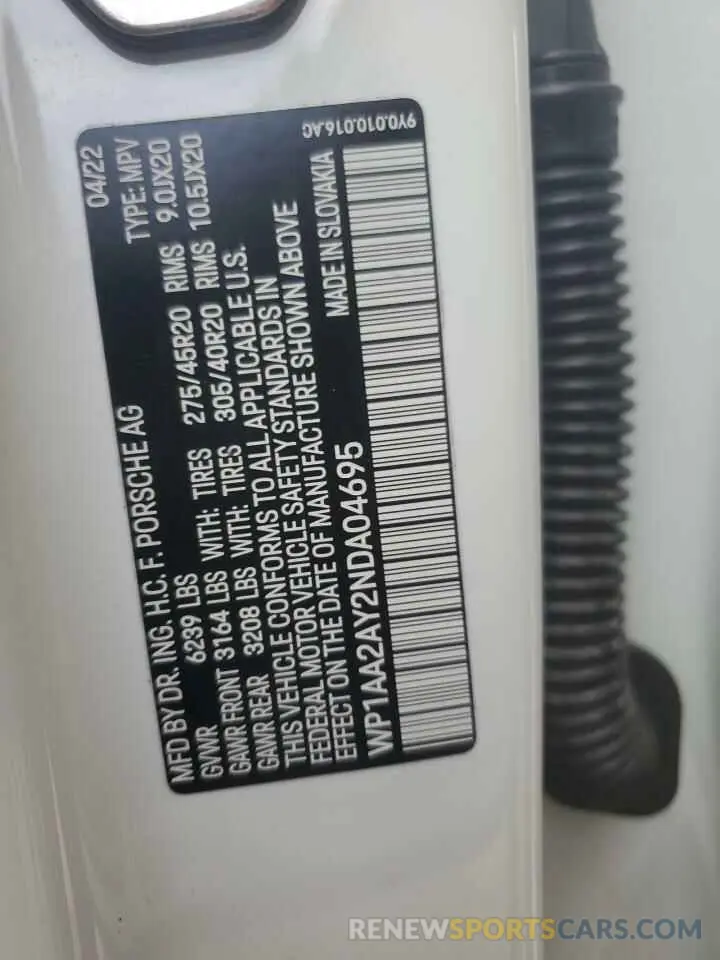 MFD BY DR. ING. H.C. F. PORSCHE AG 04/22
GVWR 6239 LBS TYPE: MPV
GAWR FRONT 3164 LBS WITH: TIRES 275/45R20 RIMS 9.0JX20
GAWR REAR 3208 LBS WITH: TIRES 305/40R20 RIMS 10.5JX20
THIS VEHICLE CONFORMS TO ALL APPLICABLE U.S.
FEDERAL MOTOR VEHICLE SAFETY STANDARDS IN
EFFECT ON THE DATE OF MANUFACTURE SHOWN ABOVE
WP1AA2AY2NDA04695 MADE IN SLOVAKIA
9Y0.010.016.AC
RENEWSPORTSCARS.COM